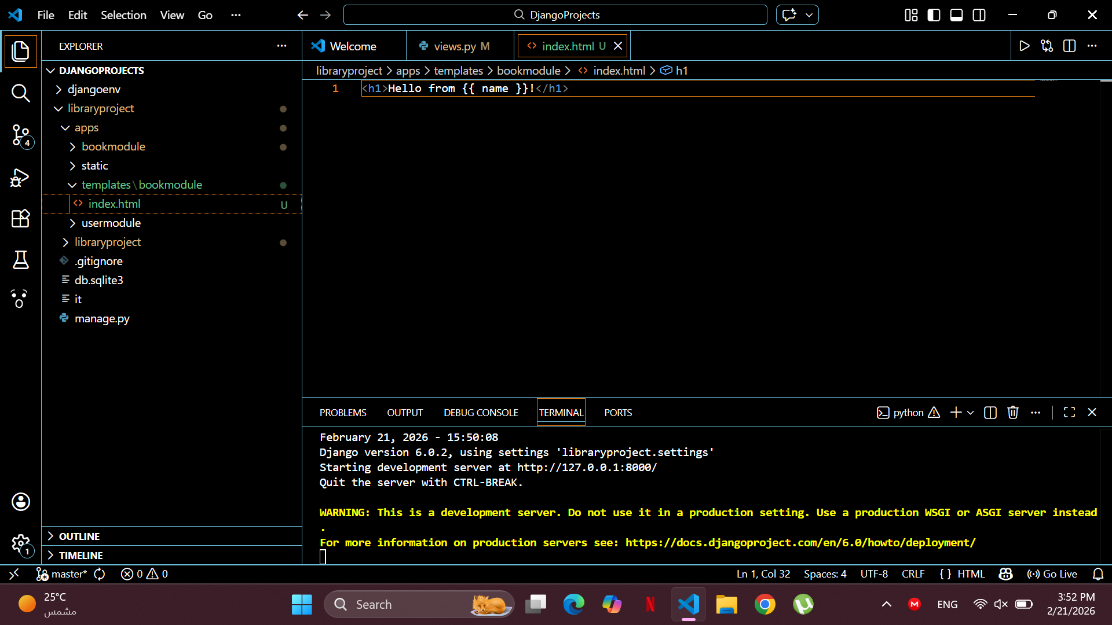 File Edit Selection View Go ··· DjangoProjects
EXPLORER ···
Welcome views.py M index.html U
DJANGOPROJECTS
djangoenv
libraryproject
apps
bookmodule
static
templates\bookmodule
index.html U
usermodule
libraryproject
.gitignore
db.sqlite3
it
manage.py
OUTLINE
TIMELINE
libraryproject > apps > templates > bookmodule > index.html > h1
1 <h1>Hello from {{ name }}!</h1>
PROBLEMS OUTPUT DEBUG CONSOLE TERMINAL PORTS python
February 21, 2026 - 15:50:08
Django version 6.0.2, using settings 'libraryproject.settings'
Starting development server at http://127.0.0.1:8000/
Quit the server with CTRL-BREAK.
WARNING: This is a development server. Do not use it in a production setting. Use a production WSGI or ASGI server instead
.
For more information on production servers see: https://docs.djangoproject.com/en/6.0/howto/deployment/
4
1
master* 0 0 Ln 1, Col 32 Spaces: 4 UTF-8 CRLF { } HTML Go Live
25°C
مشمس
Search
ENG
3:52 PM
2/21/2026